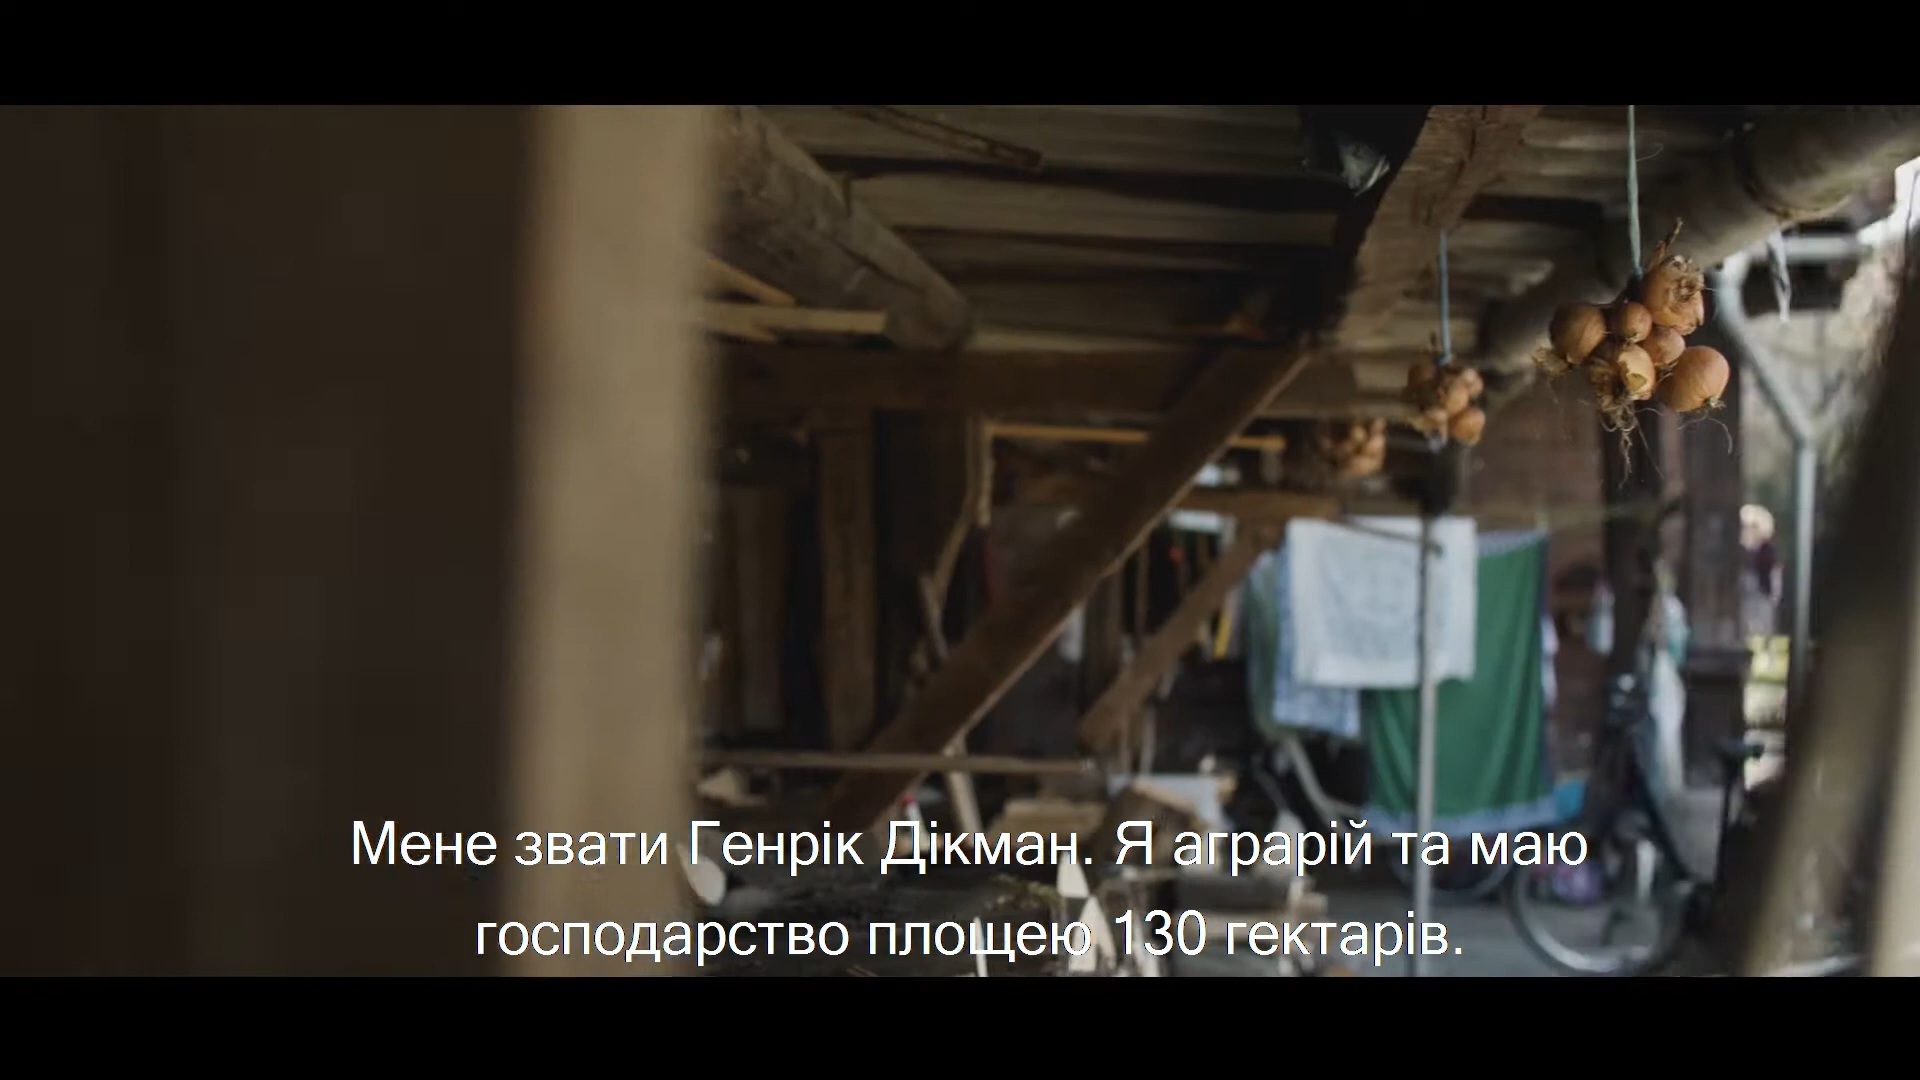 Мене звати Генрік Дікман. Я аграрій та маю
господарство площею 130 гектарів.